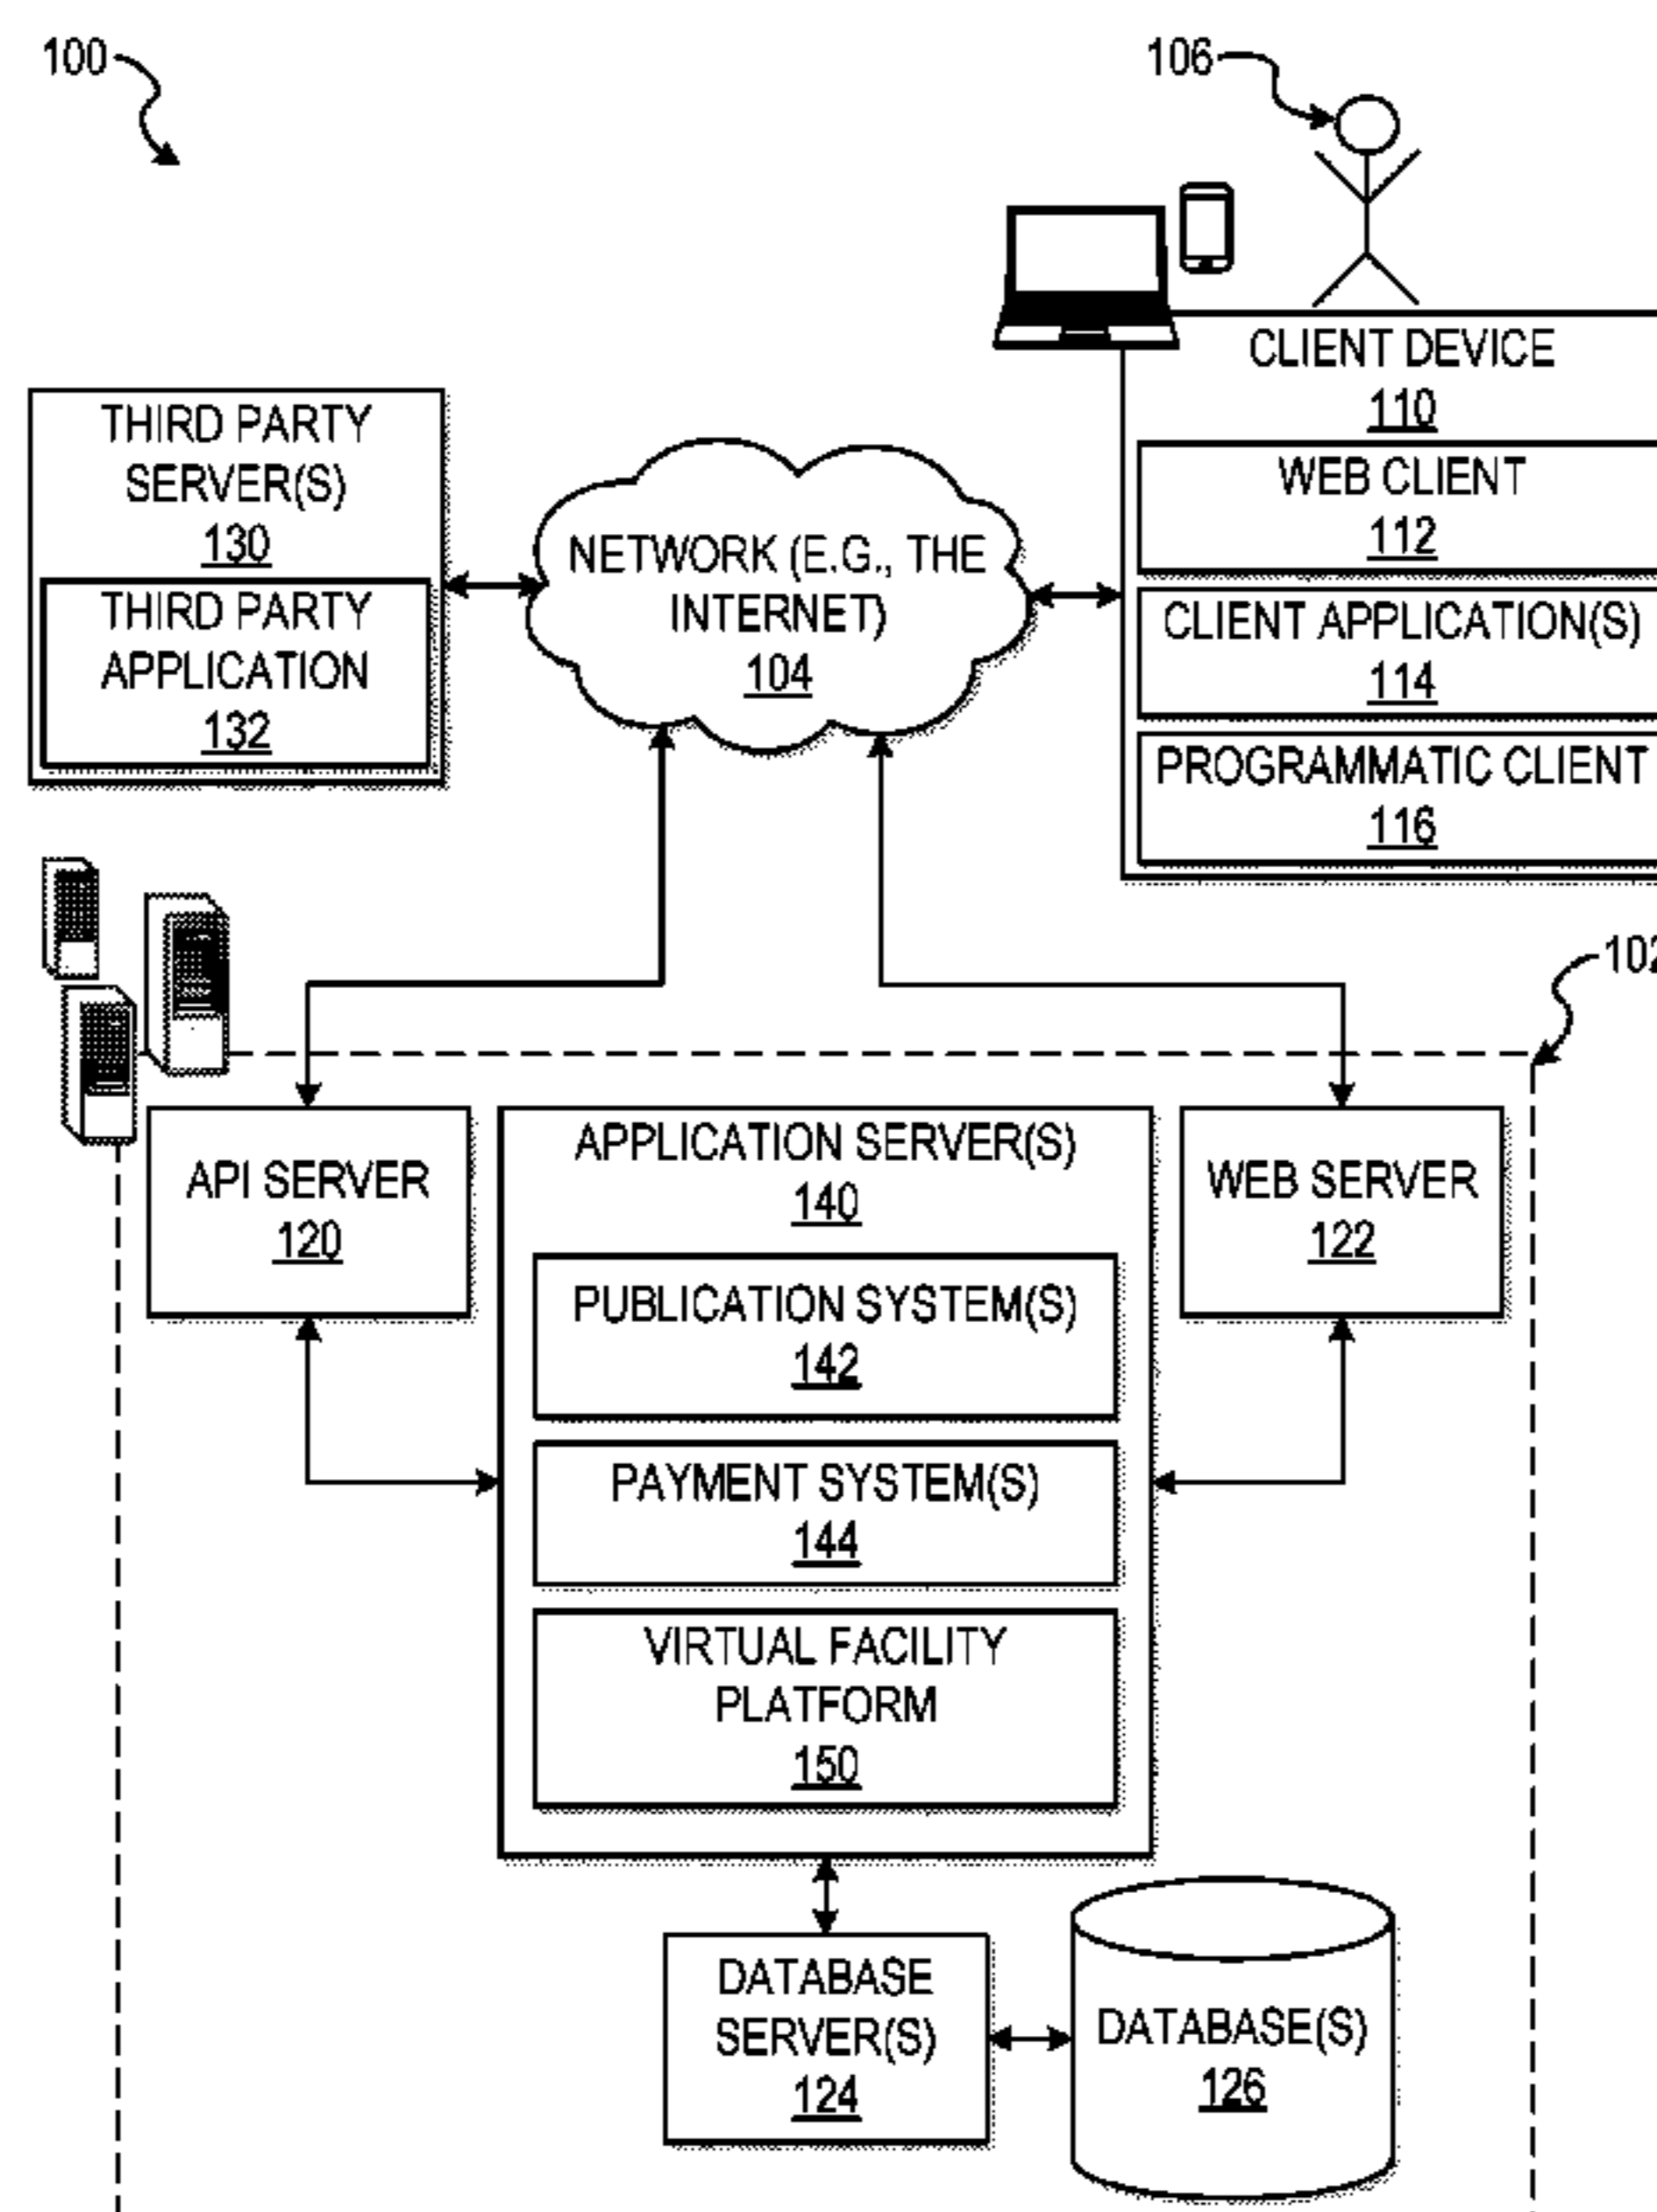 100
106
CLIENT DEVICE
110
WEB CLIENT
112
CLIENT APPLICATION(S)
114
PROGRAMMATIC CLIENT
116
THIRD PARTY
SERVER(S)
130
THIRD PARTY
APPLICATION
132
NETWORK (E.G., THE
INTERNET)
104
102
API SERVER
120
APPLICATION SERVER(S)
140
PUBLICATION SYSTEM(S)
142
PAYMENT SYSTEM(S)
144
VIRTUAL FACILITY
PLATFORM
150
WEB SERVER
122
DATABASE
SERVER(S)
124
DATABASE(S)
126